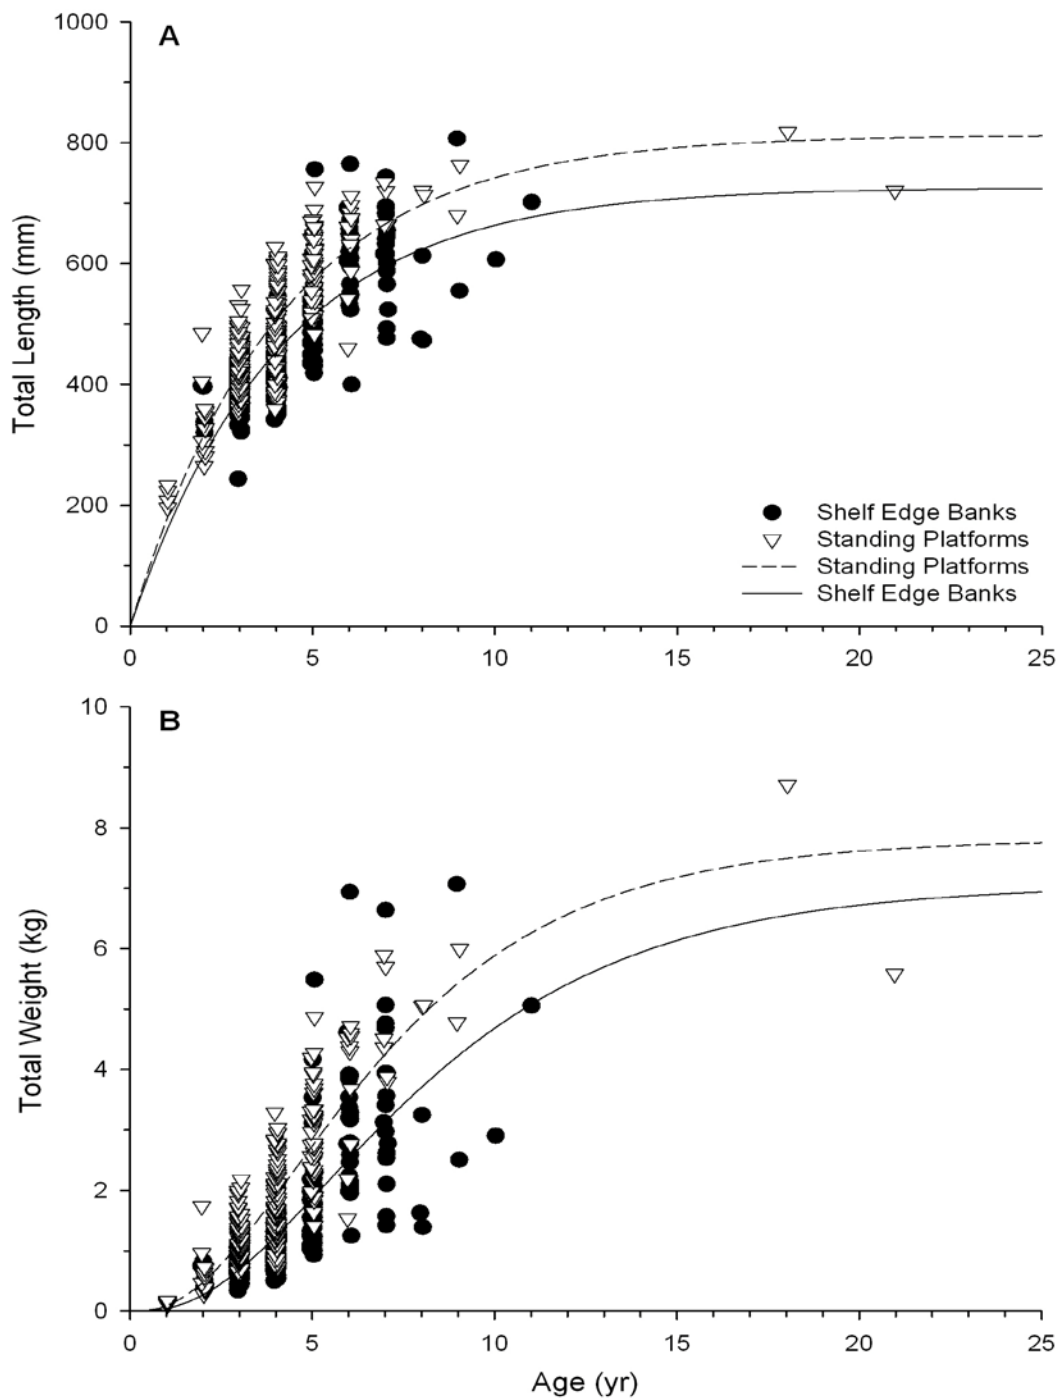 A
1000
800
600
400
200
0
Total Length (mm)
Shelf Edge Banks
Standing Platforms
Standing Platforms
Shelf Edge Banks
0 5 10 15 20 25
B
10
8
6
4
2
0
Total Weight (kg)
0 5 10 15 20 25
Age (yr)